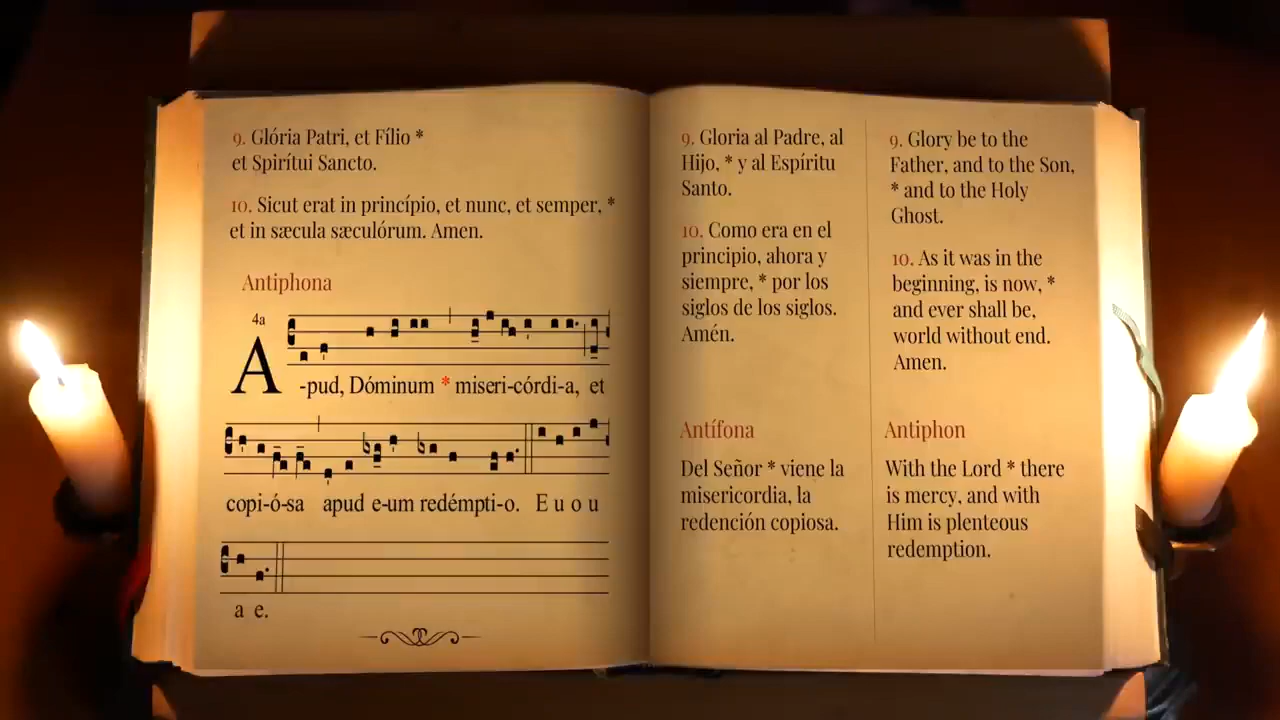 9. Glória Patri, et Fílio *
et Spirítui Sancto.
10. Sicut erat in princípio, et nunc, et semper, *
et in sæcula sæculórum. Amen.
Antiphona
4a
A
-pud, Dóminum * miseri-córdi-a, et
copi-ó-sa apud e-um redémpti-o. E u o u
a e.
9. Gloria al Padre, al
Hijo, * y al Espíritu
Santo.
10. Como era en el
principio, ahora y
siempre, * por los
siglos de los siglos.
Amén.
Antífona
Del Señor * viene la
misericordia, la
redención copiosa.
9. Glory be to the
Father, and to the Son,
* and to the Holy
Ghost.
10. As it was in the
beginning, is now, *
and ever shall be,
world without end.
Amen.
Antiphon
With the Lord * there
is mercy, and with
Him is plenteous
redemption.